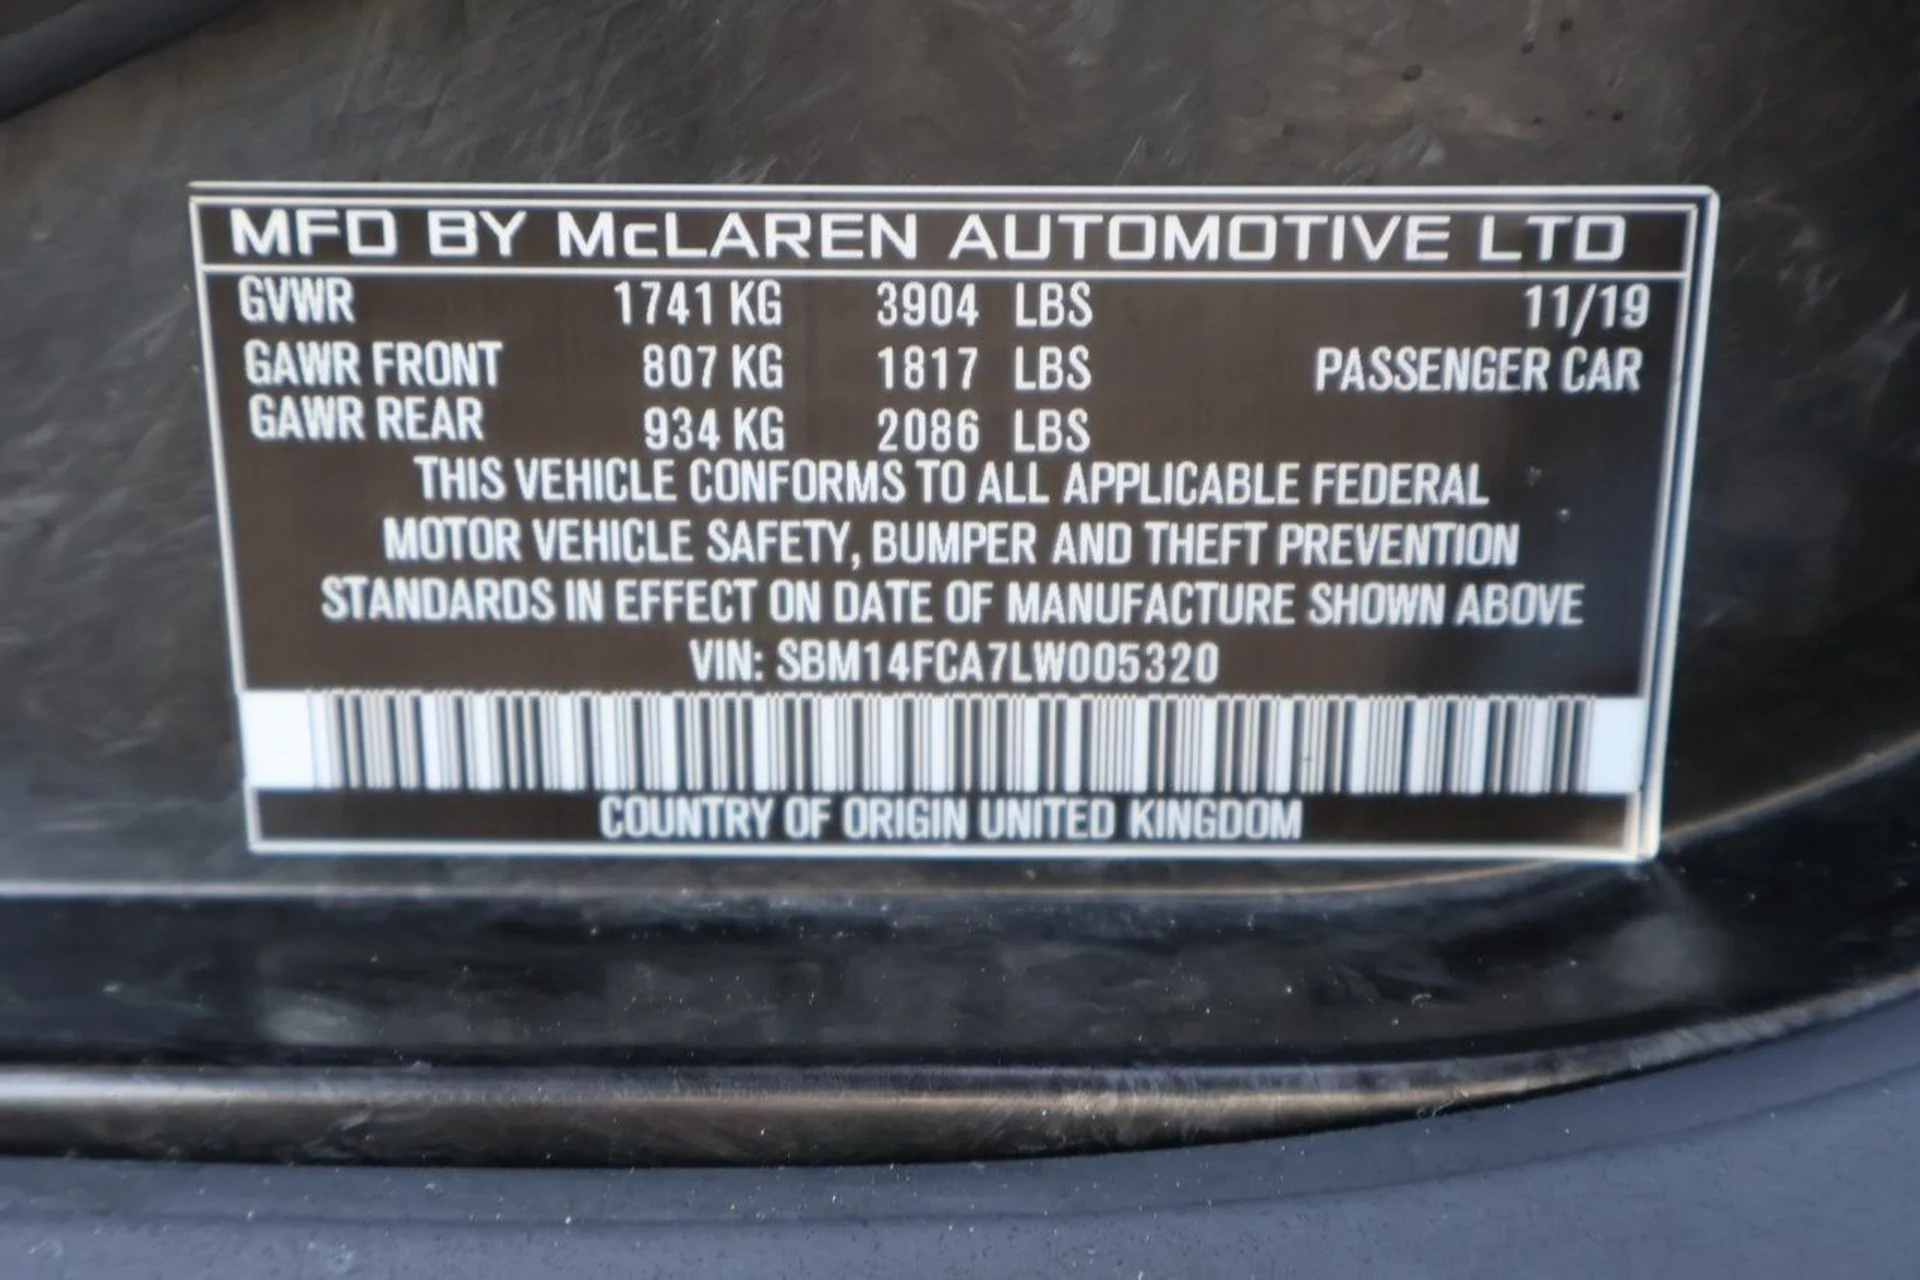 MFD BY McLAREN AUTOMOTIVE LTD
GVWR 1741 KG 3904 LBS 11/19
GAWR FRONT 807 KG 1817 LBS PASSENGER CAR
GAWR REAR 934 KG 2086 LBS
THIS VEHICLE CONFORMS TO ALL APPLICABLE FEDERAL
MOTOR VEHICLE SAFETY, BUMPER AND THEFT PREVENTION
STANDARDS IN EFFECT ON DATE OF MANUFACTURE SHOWN ABOVE
VIN: SBM14FCA7LW005320
COUNTRY OF ORIGIN UNITED KINGDOM